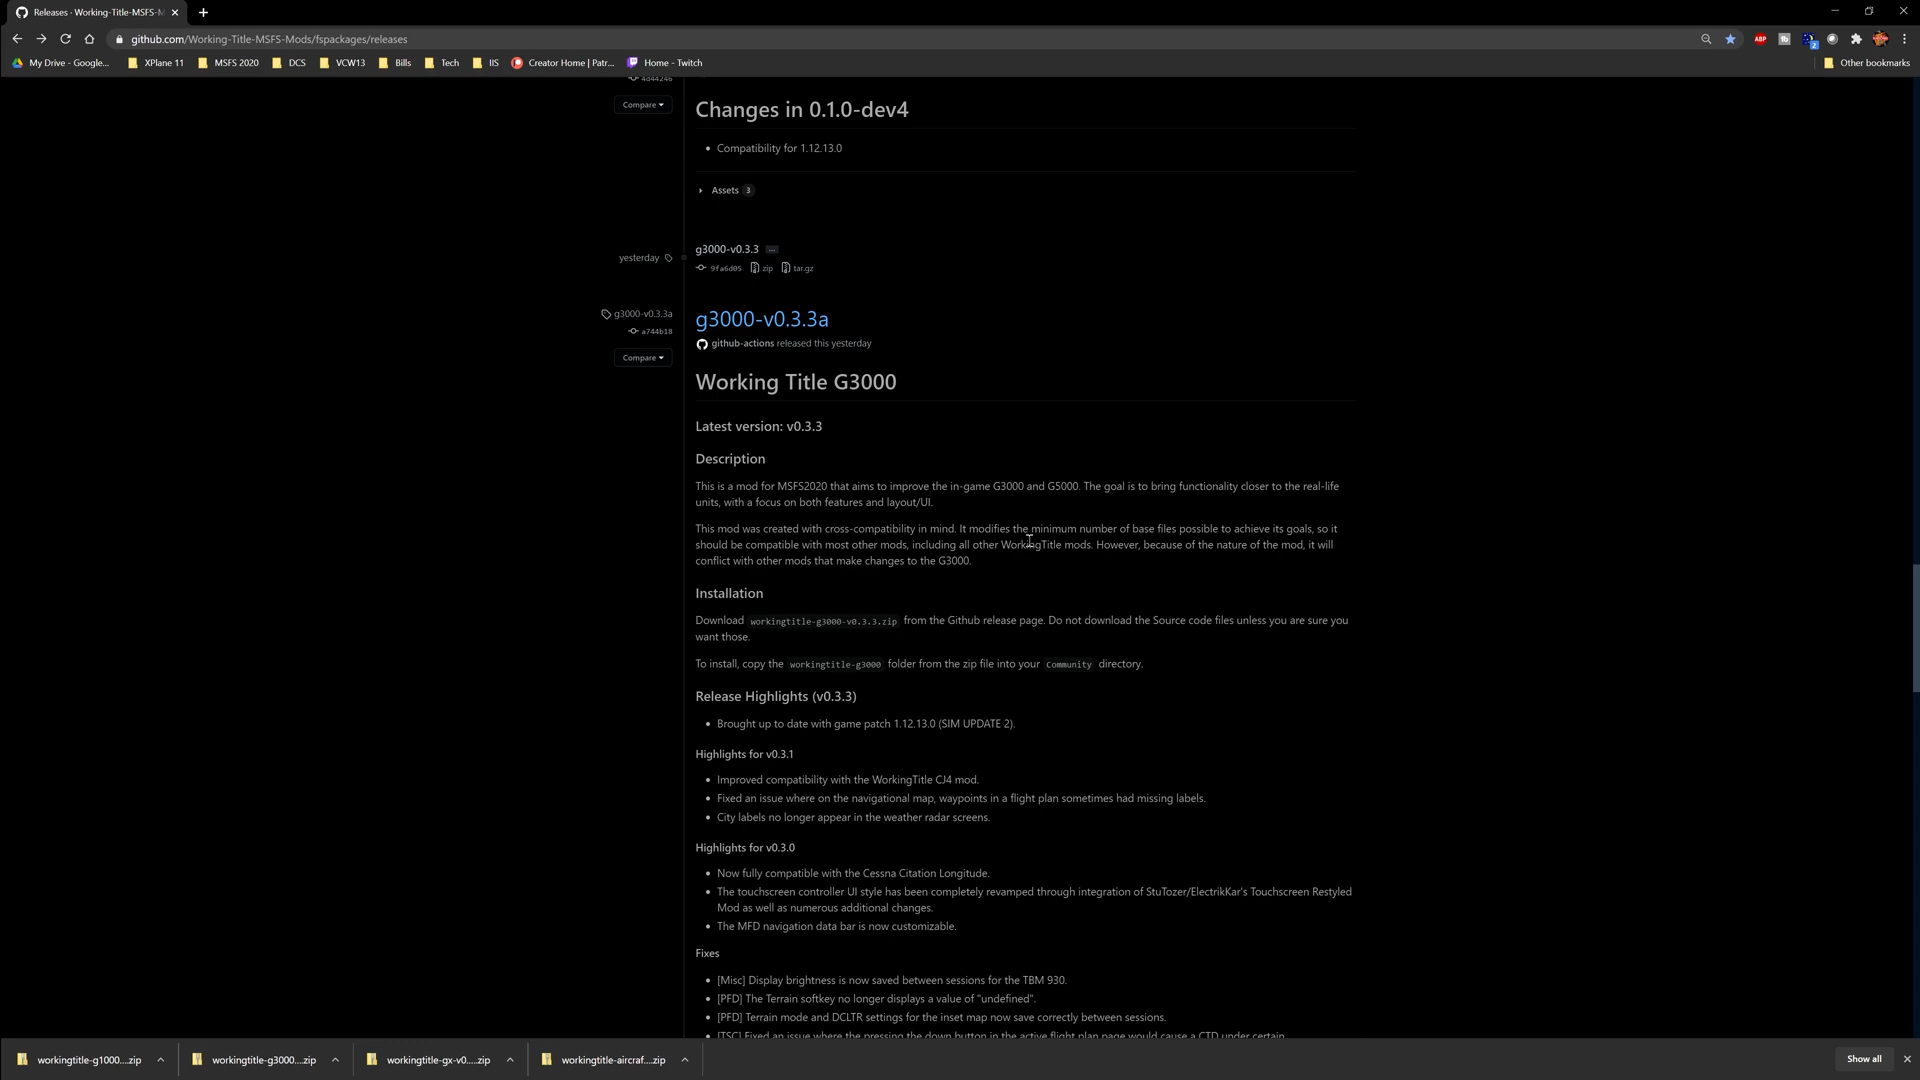 Releases · Working-Title-MSFS-M
github.com/Working-Title-MSFS-Mods/fspackages/releases
ABP
2
My Drive - Google...
XPlane 11
MSFS 2020
DCS
VCW13
Bills
Tech
IIS
Creator Home | Patr...
Home - Twitch
Other bookmarks
4d44246
Compare
Changes in 0.1.0-dev4
• Compatibility for 1.12.13.0
Assets 3
yesterday
g3000-v0.3.3 ...
9fa6d05 zip tar.gz
g3000-v0.3.3a
a744b18
Compare
g3000-v0.3.3a
github-actions released this yesterday
Working Title G3000
Latest version: v0.3.3
Description
This is a mod for MSFS2020 that aims to improve the in-game G3000 and G5000. The goal is to bring functionality closer to the real-life
units, with a focus on both features and layout/UI.
This mod was created with cross-compatibility in mind. It modifies the minimum number of base files possible to achieve its goals, so it
should be compatible with most other mods, including all other WorkingTitle mods. However, because of the nature of the mod, it will
conflict with other mods that make changes to the G3000.
Installation
Download workingtitle-g3000-v0.3.3.zip from the Github release page. Do not download the Source code files unless you are sure you
want those.
To install, copy the workingtitle-g3000 folder from the zip file into your Community directory.
Release Highlights (v0.3.3)
• Brought up to date with game patch 1.12.13.0 (SIM UPDATE 2).
Highlights for v0.3.1
• Improved compatibility with the WorkingTitle CJ4 mod.
• Fixed an issue where on the navigational map, waypoints in a flight plan sometimes had missing labels.
• City labels no longer appear in the weather radar screens.
Highlights for v0.3.0
• Now fully compatible with the Cessna Citation Longitude.
• The touchscreen controller UI style has been completely revamped through integration of StuTozer/ElectrikKar's Touchscreen Restyled
Mod as well as numerous additional changes.
• The MFD navigation data bar is now customizable.
Fixes
• [Misc] Display brightness is now saved between sessions for the TBM 930.
• [PFD] The Terrain softkey no longer displays a value of "undefined".
• [PFD] Terrain mode and DCLTR settings for the inset map now save correctly between sessions.
• [TSC] Fixed an issue where the pressing the down button in the active flight plan page would cause a CTD under certain
workingtitle-g1000....zip
workingtitle-g3000....zip
workingtitle-gx-v0....zip
workingtitle-aircraf....zip
Show all